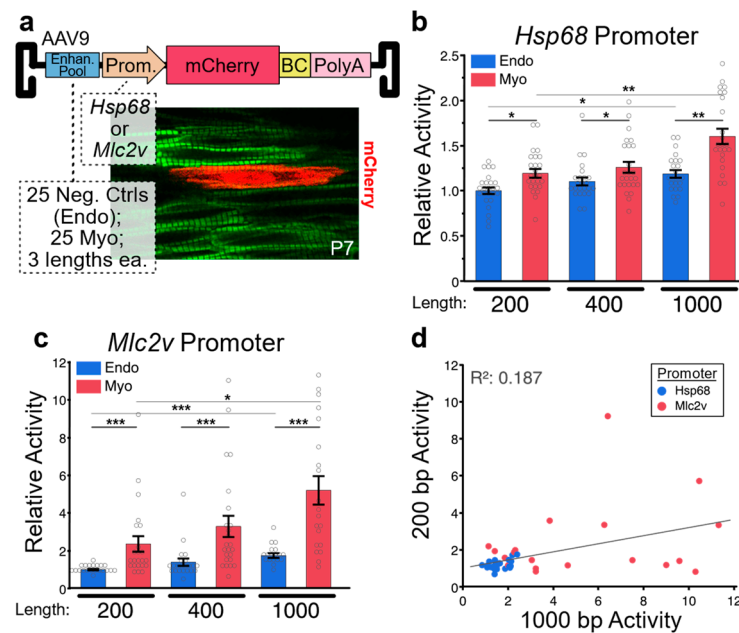 a
AAV9
Enhan. Pool
Prom.
mCherry
BC
PolyA
Hsp68
or
Mlc2v
25 Neg. Ctrls
(Endo);
25 Myo;
3 lengths ea.
mCherry
P7
b
Hsp68 Promoter
Endo
Myo
Relative Activity
2.5
2.0
1.5
1.0
0.5
0
**
*
*
*
**
Length:
200
400
1000
c
Mlc2v Promoter
Endo
Myo
Relative Activity
12
10
8
6
4
2
0
*
***
***
***
***
Length:
200
400
1000
d
R²: 0.187
Promoter
Hsp68
Mlc2v
200 bp Activity
12
10
8
6
4
2
0
0 2 4 6 8 10 12
1000 bp Activity